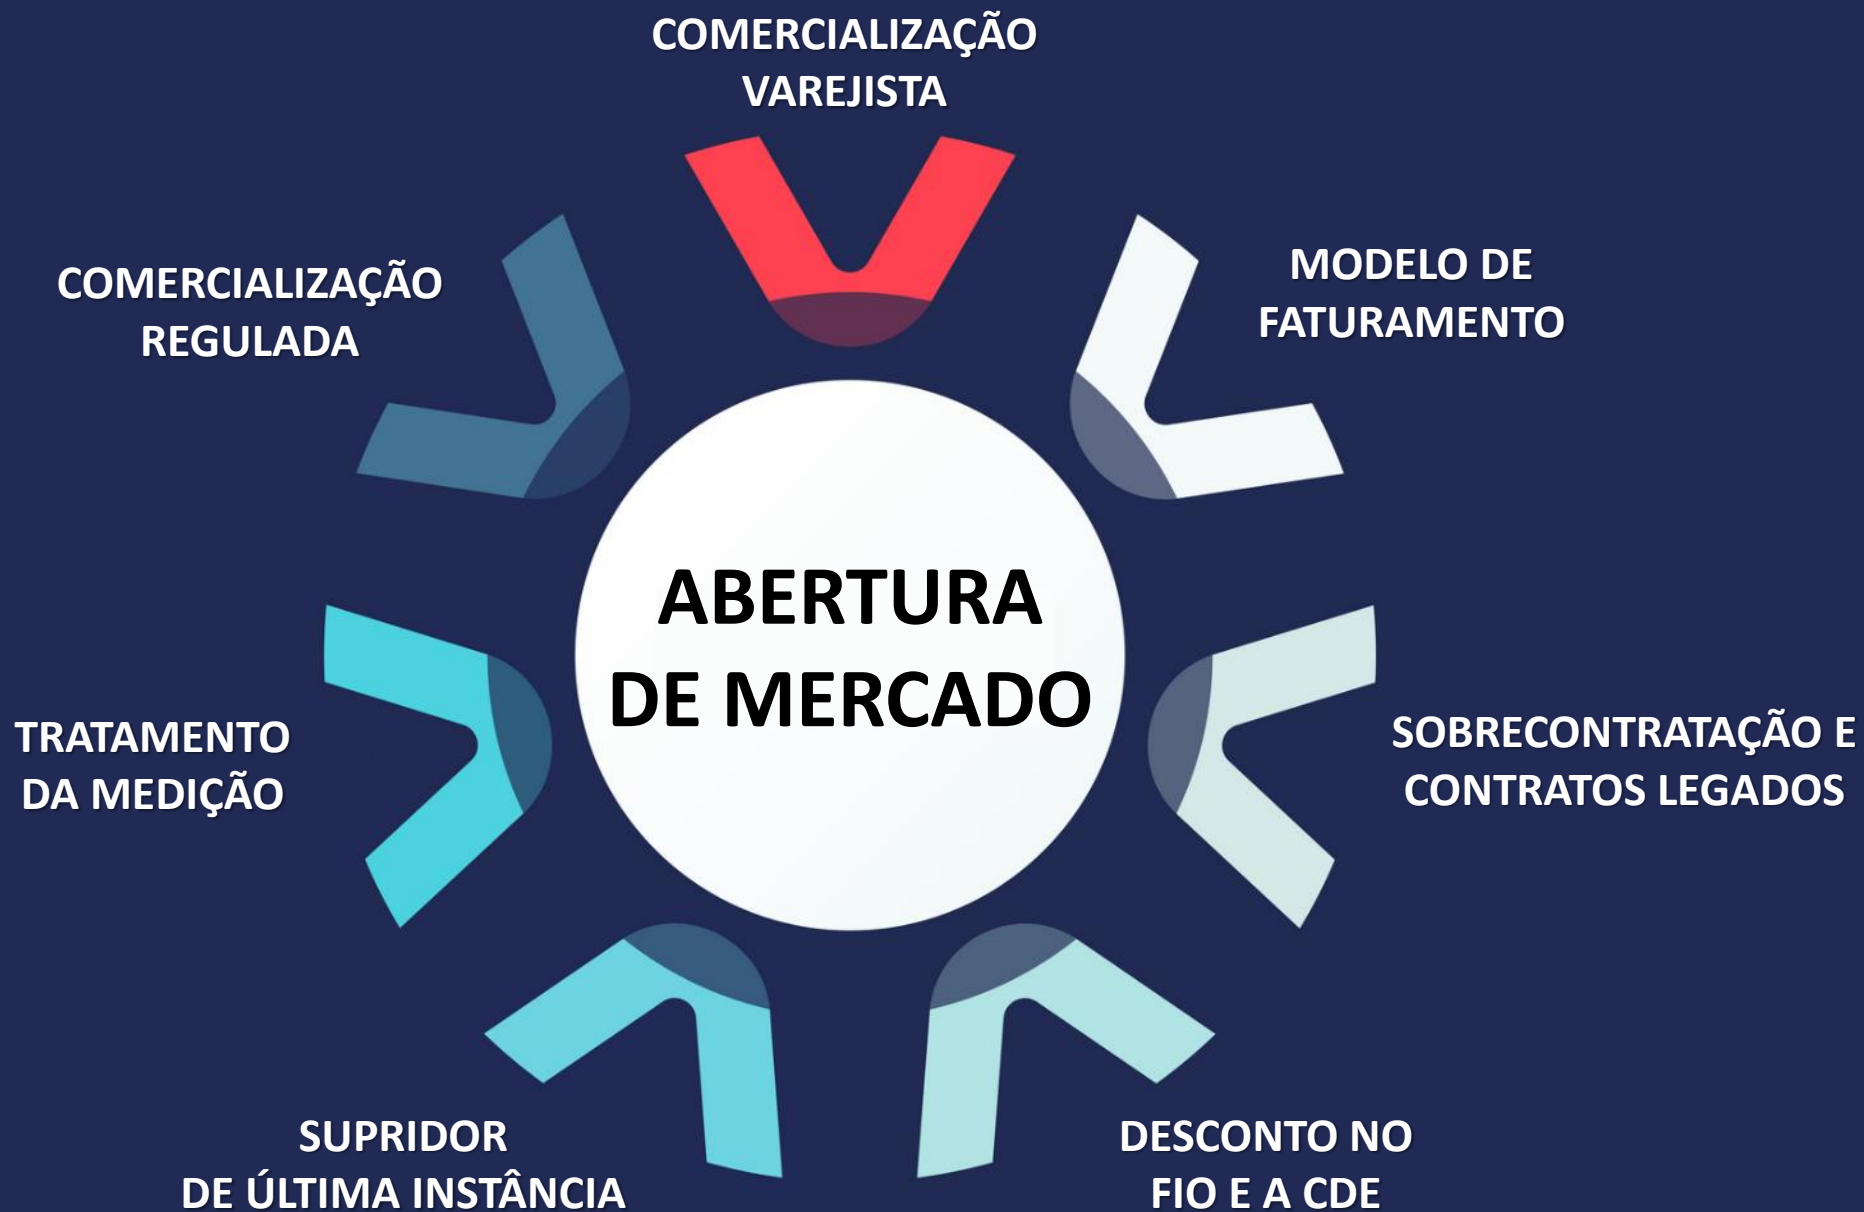 COMERCIALIZAÇÃO
VAREJISTA
COMERCIALIZAÇÃO
REGULADA
MODELO DE
FATURAMENTO
ABERTURA
DE MERCADO
TRATAMENTO
DA MEDIÇÃO
SOBRECONTRATAÇÃO E
CONTRATOS LEGADOS
SUPRIDOR
DE ÚLTIMA INSTÂNCIA
DESCONTO NO
FIO E A CDE